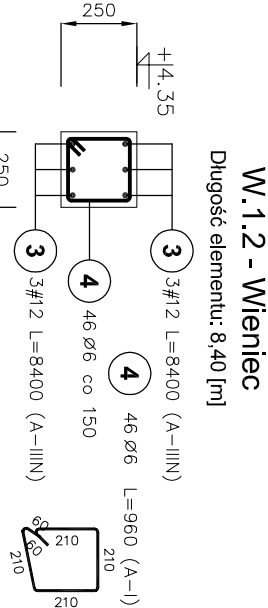 W.1.2 - Wieniec
Długość elementu: 8,40 [m]
+4.35
250
250
3 3#12 L=8400 (A-IIIN)
4 46 Ø6 L=960 (A-I)
4 46 Ø6 co 150
3 3#12 L=8400 (A-IIIN)
60
60
210
210
210
210